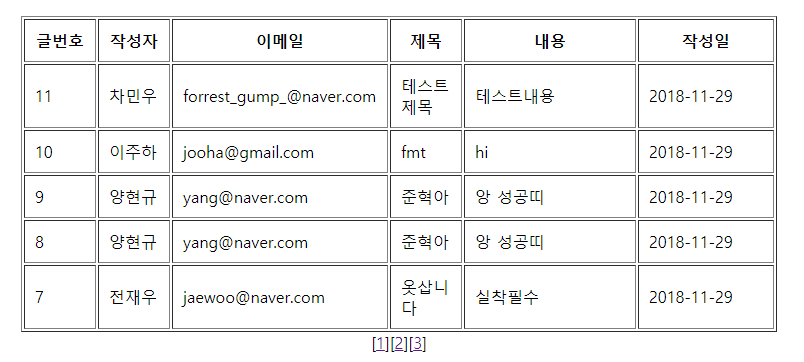 글번호 작성자 이메일 제목 내용 작성일
11 차민우 forrest_gump_@naver.com 테스트 제목 테스트내용 2018-11-29
10 이주하 jooha@gmail.com fmt hi 2018-11-29
9 양현규 yang@naver.com 준혁아 앙 성공띠 2018-11-29
8 양현규 yang@naver.com 준혁아 앙 성공띠 2018-11-29
7 전재우 jaewoo@naver.com 옷삽니다 실착필수 2018-11-29
[1][2][3]